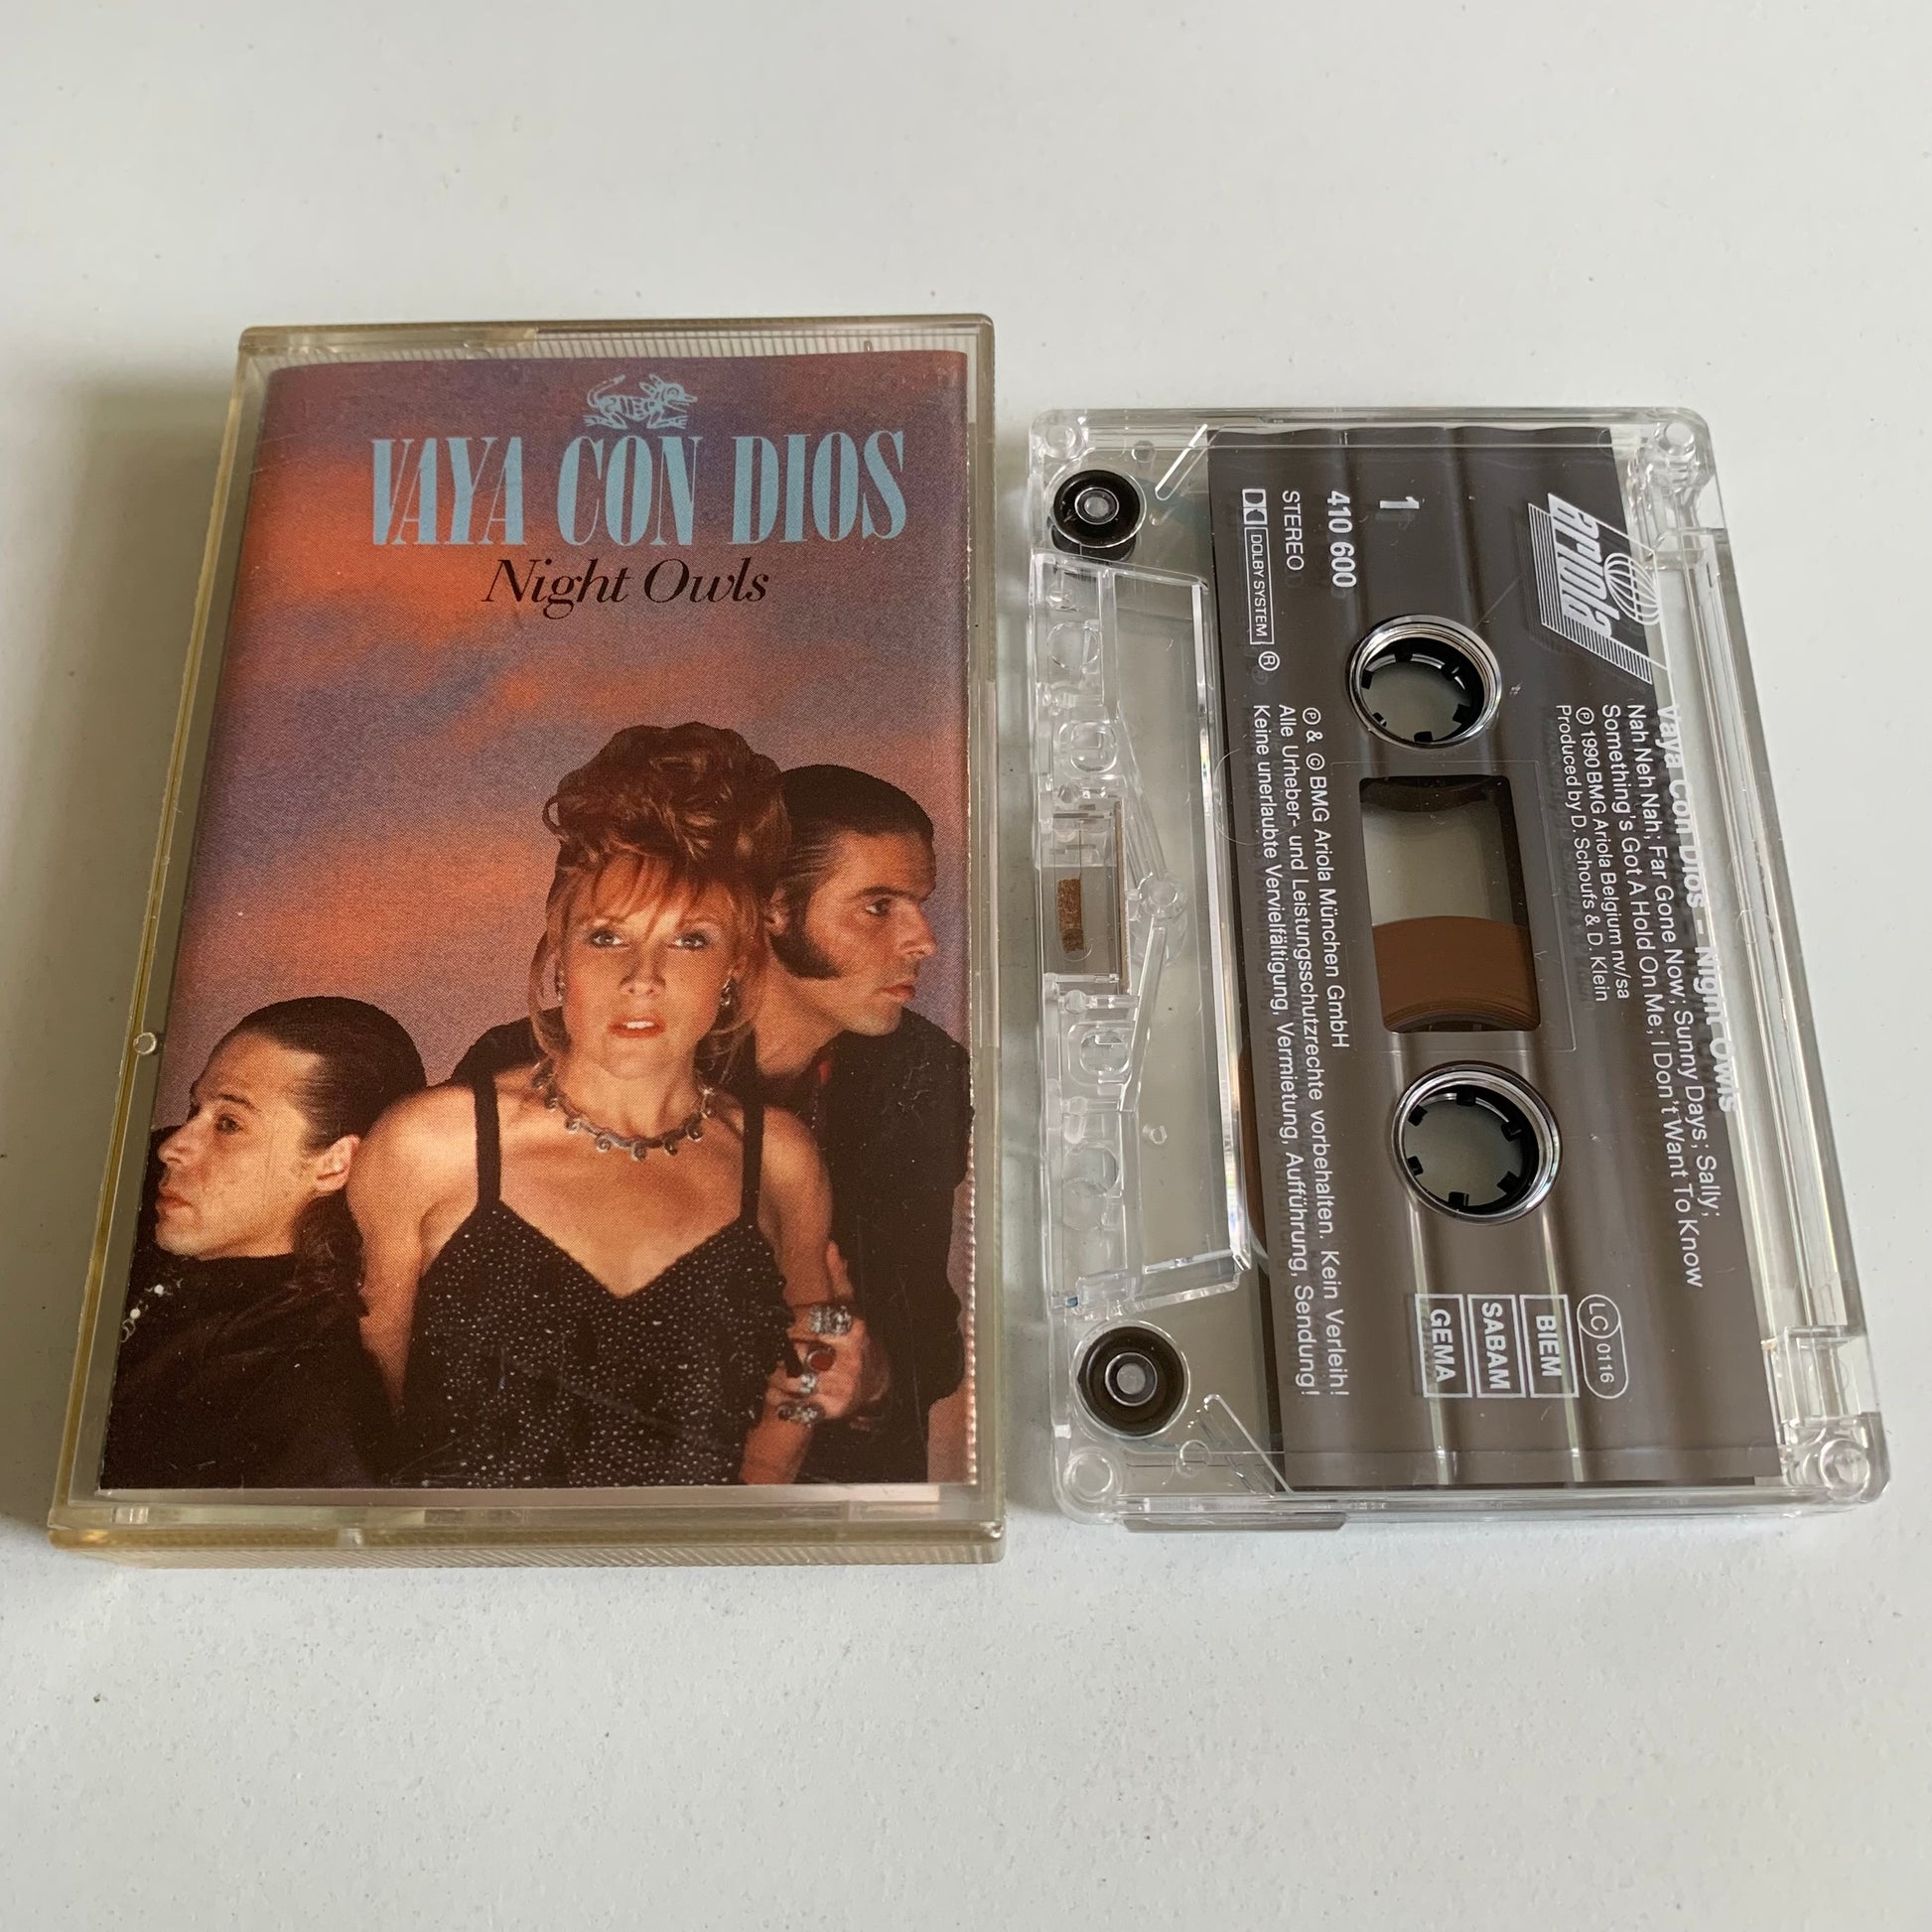 VAYA CON DIOS
Night Owls
ariola
Vaya Con Dios – Night Owls
Nah Neh Nah; Far Gone Now; Sunny Days; Sally;
Something's Got A Hold On Me; I Don't Want To Know
℗ 1990 BMG Ariola Belgium nv/sa
Produced by D. Schoufs & D. Klein
1
410 600
STEREO
DOLBY SYSTEM ®
LC 0116
BIEM
SABAM
GEMA
℗ & © BMG Ariola München GmbH
Alle Urheber- und Leistungsschutzrechte vorbehalten. Kein Verleih!
Keine unerlaubte Vervielfältigung, Vermietung, Aufführung, Sendung!